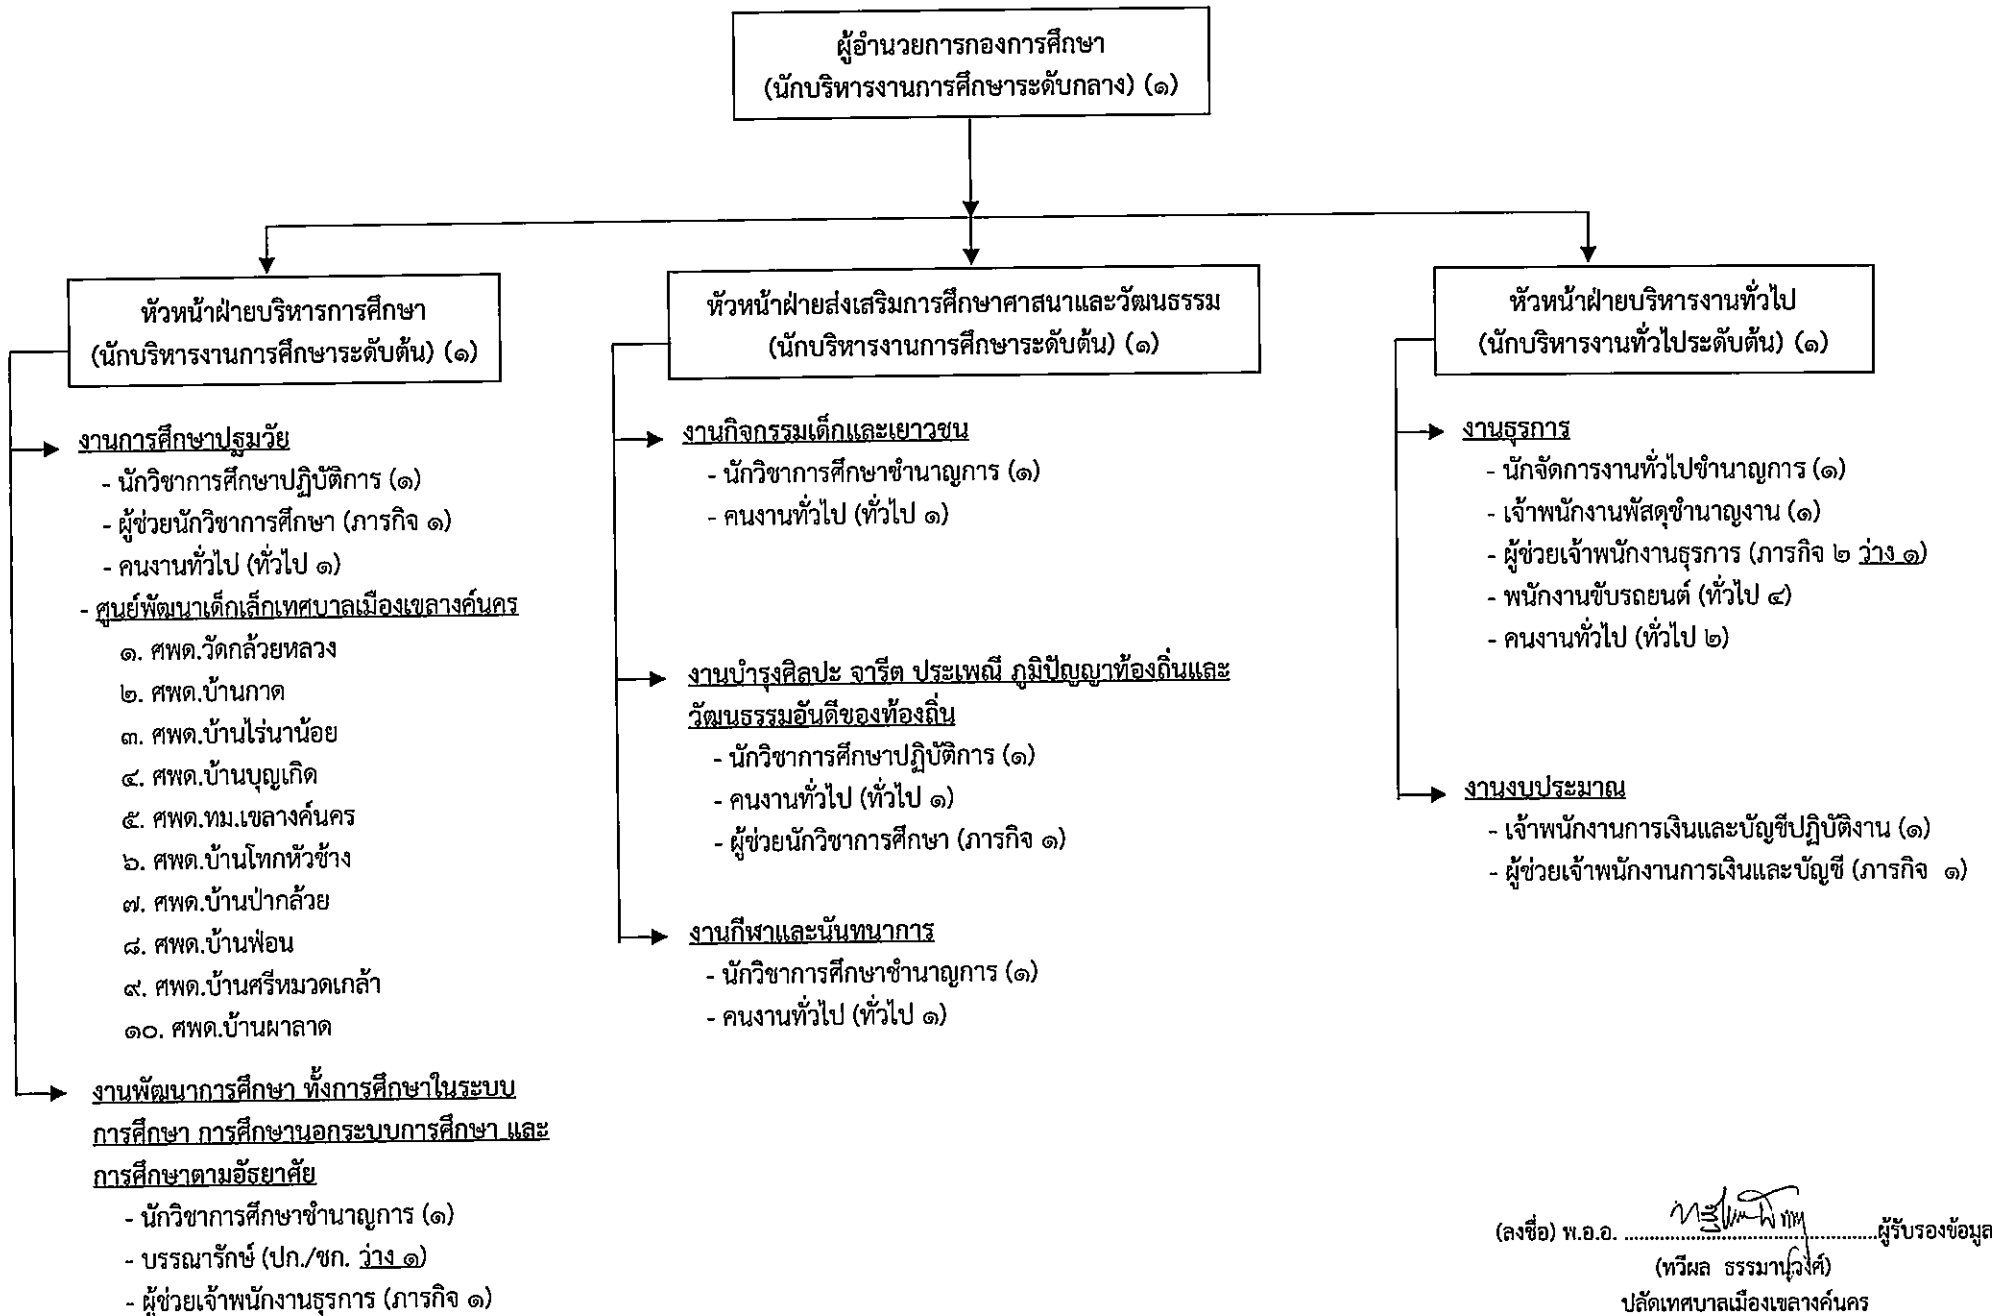 ผู้อำนวยการกองการศึกษา
(นักบริหารงานการศึกษาระดับกลาง) (๑)
หัวหน้าฝ่ายบริหารการศึกษา
(นักบริหารงานการศึกษาระดับต้น) (๑)
งานการศึกษาปฐมวัย
- นักวิชาการศึกษาปฏิบัติการ (๑)
- ผู้ช่วยนักวิชาการศึกษา (ภารกิจ ๑)
- คนงานทั่วไป (ทั่วไป ๑)
- ศูนย์พัฒนาเด็กเล็กเทศบาลเมืองเขลางค์นคร
๑. ศพด.วัดกล้วยหลวง
๒. ศพด.บ้านกาด
๓. ศพด.บ้านไร่นาน้อย
๔. ศพด.บ้านบุญเกิด
๕. ศพด.ทม.เขลางค์นคร
๖. ศพด.บ้านโทกหัวช้าง
๗. ศพด.บ้านป่ากล้วย
๘. ศพด.บ้านฟ่อน
๙. ศพด.บ้านศรีหมวดเกล้า
๑๐. ศพด.บ้านผาลาด
งานพัฒนาการศึกษา ทั้งการศึกษาในระบบ
การศึกษา การศึกษานอกระบบการศึกษา และ
การศึกษาตามอัธยาศัย
- นักวิชาการศึกษาชำนาญการ (๑)
- บรรณารักษ์ (ปก./ชก. ว่าง ๑)
- ผู้ช่วยเจ้าพนักงานธุรการ (ภารกิจ ๑)
หัวหน้าฝ่ายส่งเสริมการศึกษาศาสนาและวัฒนธรรม
(นักบริหารงานการศึกษาระดับต้น) (๑)
งานกิจกรรมเด็กและเยาวชน
- นักวิชาการศึกษาชำนาญการ (๑)
- คนงานทั่วไป (ทั่วไป ๑)
งานบำรุงศิลปะ จารีต ประเพณี ภูมิปัญญาท้องถิ่นและ
วัฒนธรรมอันดีของท้องถิ่น
- นักวิชาการศึกษาปฏิบัติการ (๑)
- คนงานทั่วไป (ทั่วไป ๑)
- ผู้ช่วยนักวิชาการศึกษา (ภารกิจ ๑)
งานกีฬาและนันทนาการ
- นักวิชาการศึกษาชำนาญการ (๑)
- คนงานทั่วไป (ทั่วไป ๑)
หัวหน้าฝ่ายบริหารงานทั่วไป
(นักบริหารงานทั่วไประดับต้น) (๑)
งานธุรการ
- นักจัดการงานทั่วไปชำนาญการ (๑)
- เจ้าพนักงานพัสดุชำนาญงาน (๑)
- ผู้ช่วยเจ้าพนักงานธุรการ (ภารกิจ ๒ ว่าง ๑)
- พนักงานขับรถยนต์ (ทั่วไป ๔)
- คนงานทั่วไป (ทั่วไป ๒)
งานงบประมาณ
- เจ้าพนักงานการเงินและบัญชีปฏิบัติงาน (๑)
- ผู้ช่วยเจ้าพนักงานการเงินและบัญชี (ภารกิจ ๑)
(ลงชื่อ) พ.อ.อ. ........................................ผู้รับรองข้อมูล
(ทวีผล ธรรมานุวงศ์)
ปลัดเทศบาลเมืองเขลางค์นคร